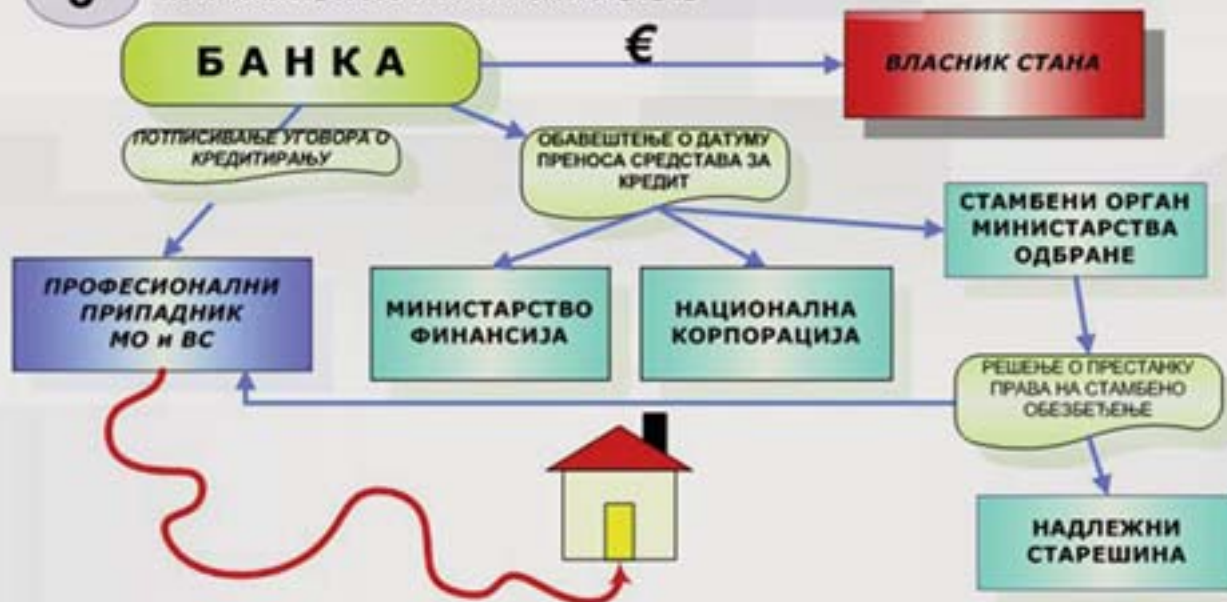 БАНКА
€
ВЛАСНИК СТАНА
ПОТПИСИВАЊЕ УГОВОРА О
КРЕДИТИРАЊУ
ОБАВЕШТЕЊЕ О ДАТУМУ
ПРЕНОСА СРЕДСТАВА ЗА
КРЕДИТ
СТАМБЕНИ ОРГАН
МИНИСТАРСТВА
ОДБРАНЕ
ПРОФЕСИОНАЛНИ
ПРИПАДНИК
МО и ВС
МИНИСТАРСТВО
ФИНАНСИЈА
НАЦИОНАЛНА
КОРПОРАЦИЈА
РЕШЕЊЕ О ПРЕСТАНКУ
ПРАВА НА СТАМБЕНО
ОБЕЗБЕЂЕЊЕ
НАДЛЕЖНИ
СТАРЕШИНА